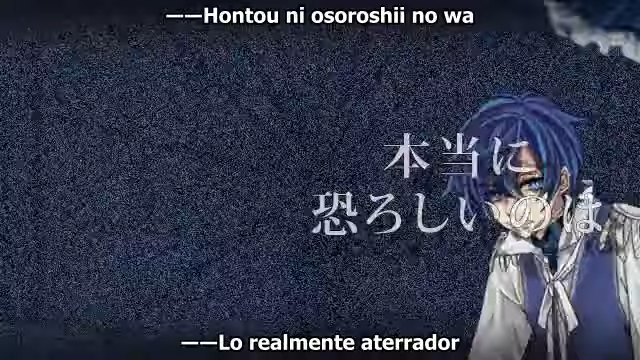 ——Hontou ni osoroshii no wa
本当に
恐ろしいのは
——Lo realmente aterrador